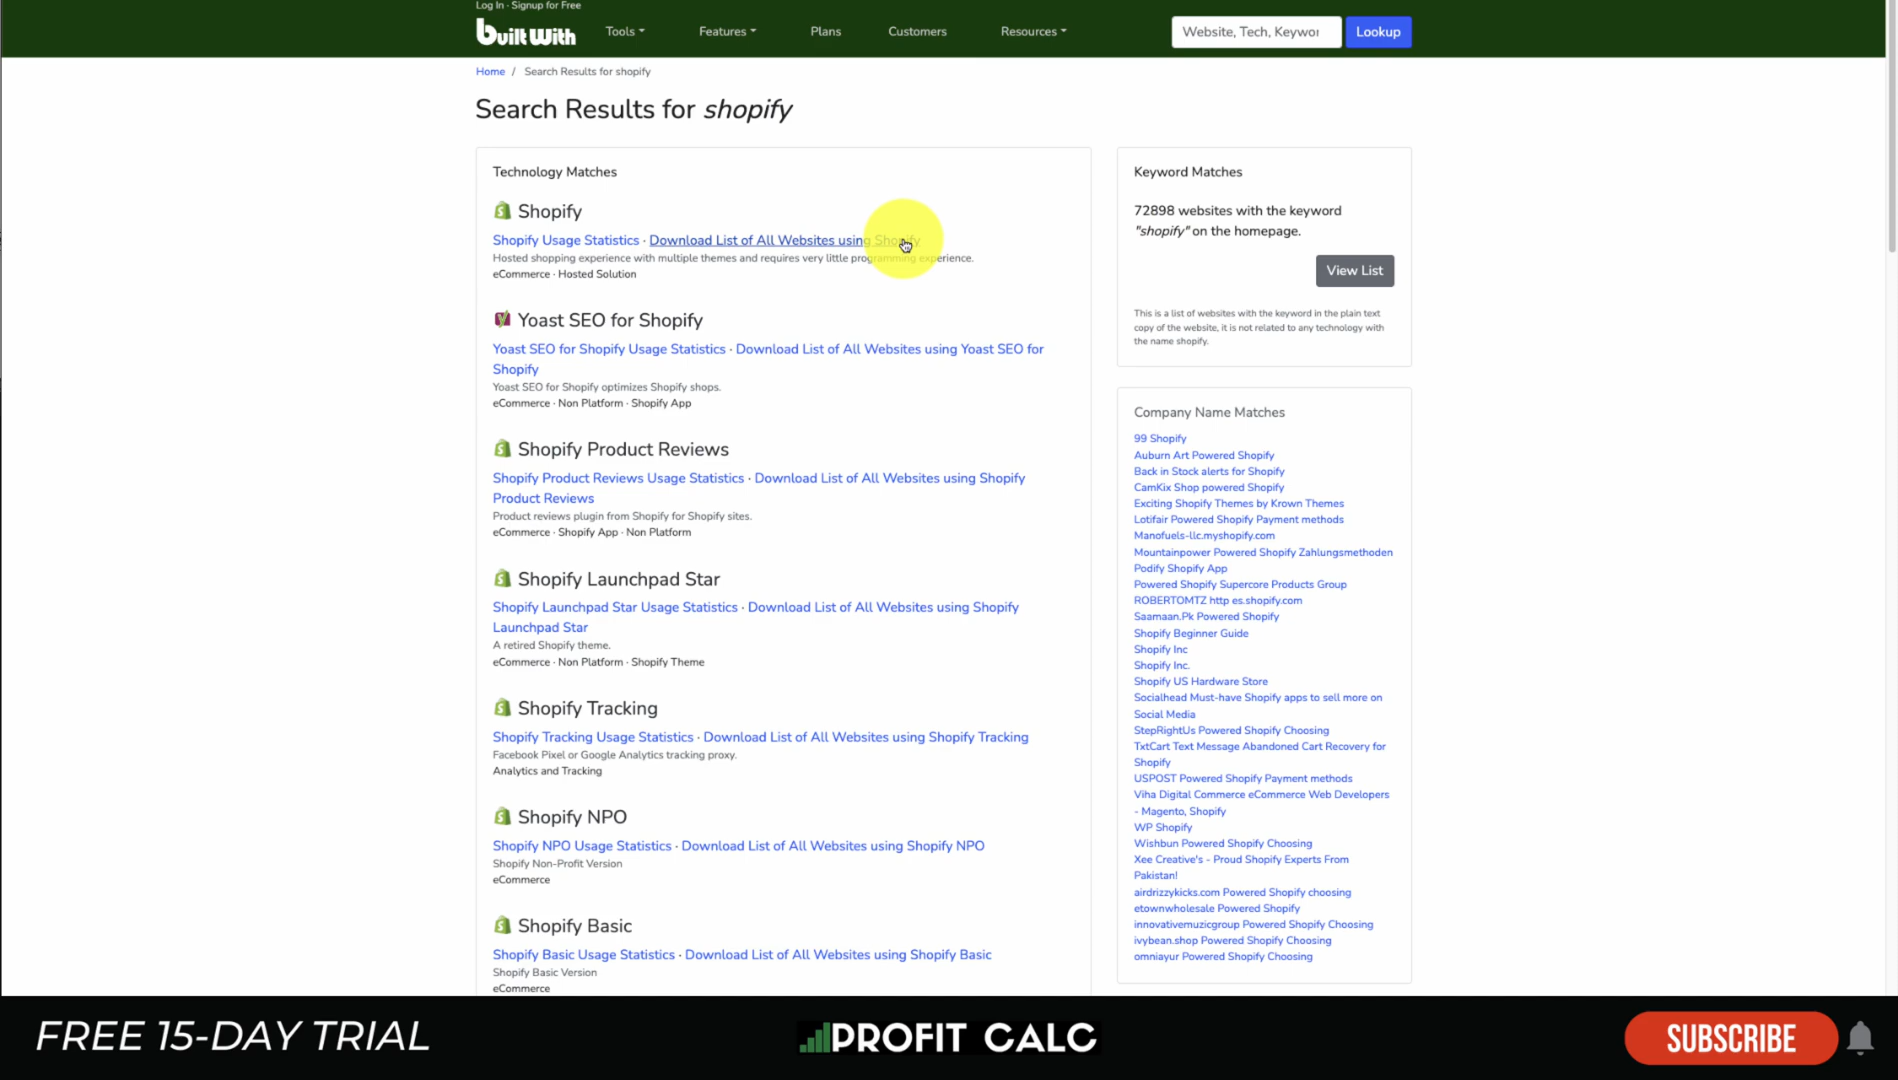 Log In · Signup for Free
built with
Tools
Features
Plans
Customers
Resources
Website, Tech, Keywor
Lookup
Home / Search Results for shopify
Search Results for shopify
Technology Matches
Shopify
Shopify Usage Statistics · Download List of All Websites using Shopify
Hosted shopping experience with multiple themes and requires very little programming experience.
eCommerce · Hosted Solution
Yoast SEO for Shopify
Yoast SEO for Shopify Usage Statistics · Download List of All Websites using Yoast SEO for
Shopify
Yoast SEO for Shopify optimizes Shopify shops.
eCommerce · Non Platform · Shopify App
Shopify Product Reviews
Shopify Product Reviews Usage Statistics · Download List of All Websites using Shopify
Product Reviews
Product reviews plugin from Shopify for Shopify sites.
eCommerce · Shopify App · Non Platform
Shopify Launchpad Star
Shopify Launchpad Star Usage Statistics · Download List of All Websites using Shopify
Launchpad Star
A retired Shopify theme.
eCommerce · Non Platform · Shopify Theme
Shopify Tracking
Shopify Tracking Usage Statistics · Download List of All Websites using Shopify Tracking
Facebook Pixel or Google Analytics tracking proxy.
Analytics and Tracking
Shopify NPO
Shopify NPO Usage Statistics · Download List of All Websites using Shopify NPO
Shopify Non-Profit Version
eCommerce
Shopify Basic
Shopify Basic Usage Statistics · Download List of All Websites using Shopify Basic
Shopify Basic Version
eCommerce
Keyword Matches
72898 websites with the keyword
"shopify" on the homepage.
View List
This is a list of websites with the keyword in the plain text
copy of the website, it is not related to any technology with
the name shopify.
Company Name Matches
99 Shopify
Auburn Art Powered Shopify
Back in Stock alerts for Shopify
CamKix Shop powered Shopify
Exciting Shopify Themes by Krown Themes
Lotifair Powered Shopify Payment methods
Manofuels-llc.myshopify.com
Mountainpower Powered Shopify Zahlungsmethoden
Podify Shopify App
Powered Shopify Supercore Products Group
ROBERTOMTZ http es.shopify.com
Saamaan.Pk Powered Shopify
Shopify Beginner Guide
Shopify Inc
Shopify Inc.
Shopify US Hardware Store
Socialhead Must-have Shopify apps to sell more on
Social Media
StepRightUs Powered Shopify Choosing
TxtCart Text Message Abandoned Cart Recovery for
Shopify
USPOST Powered Shopify Payment methods
Viha Digital Commerce eCommerce Web Developers
- Magento, Shopify
WP Shopify
Wishbun Powered Shopify Choosing
Xee Creative's - Proud Shopify Experts From
Pakistan!
airdrizzykicks.com Powered Shopify choosing
etownwholesale Powered Shopify
innovativemuzicgroup Powered Shopify Choosing
ivybean.shop Powered Shopify Choosing
omniayur Powered Shopify Choosing
FREE 15-DAY TRIAL
PROFIT CALC
SUBSCRIBE